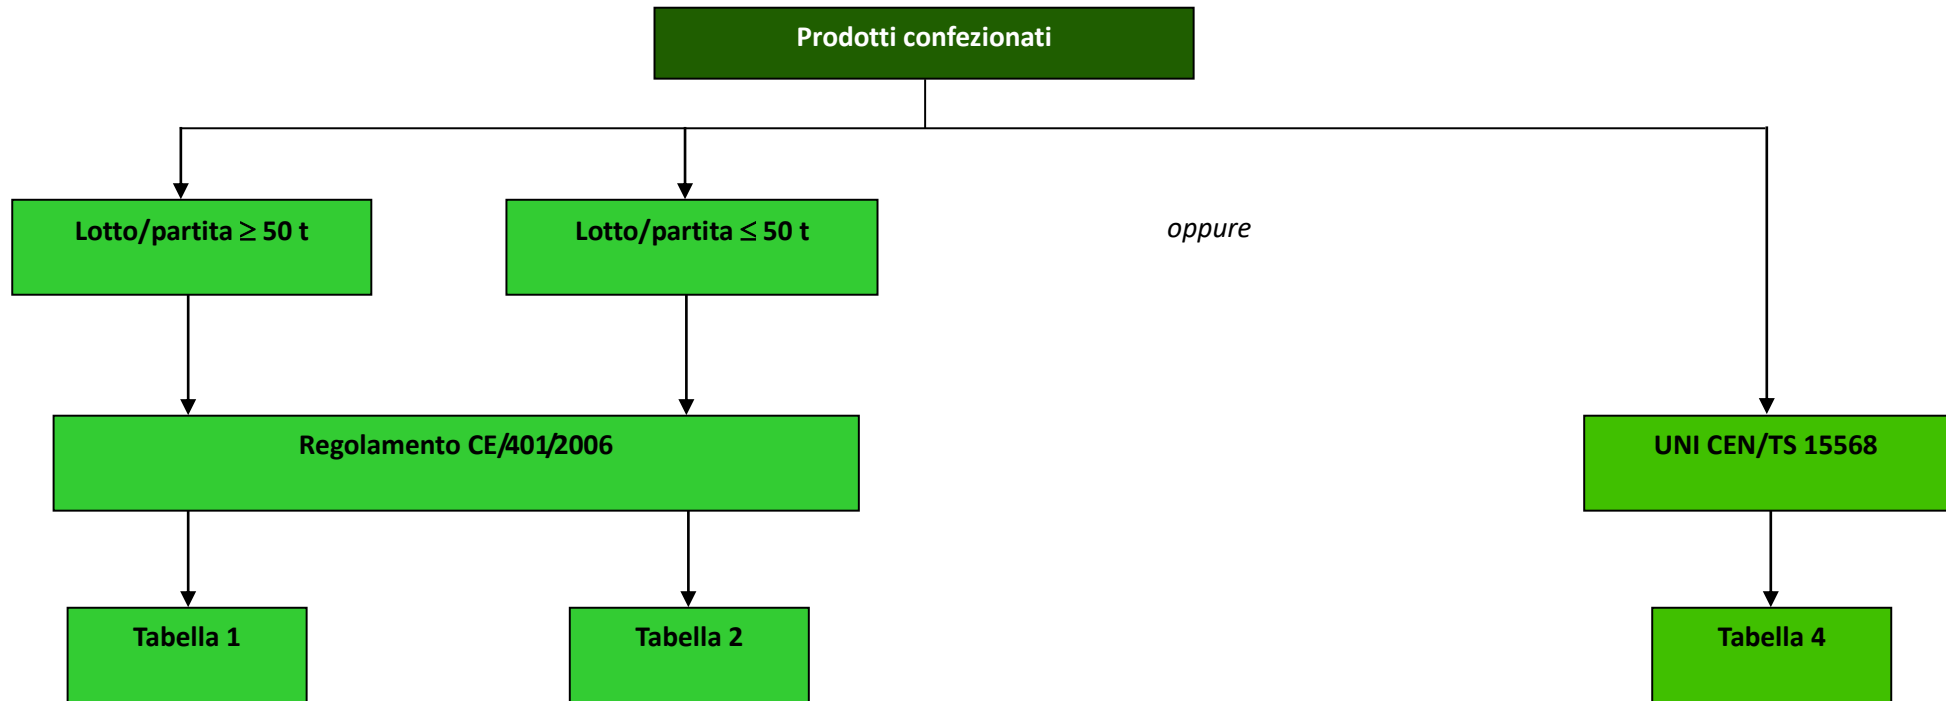 Prodotti confezionati
Lotto/partita ≥ 50 t
Lotto/partita ≤ 50 t
oppure
Regolamento CE/401/2006
UNI CEN/TS 15568
Tabella 1
Tabella 2
Tabella 4